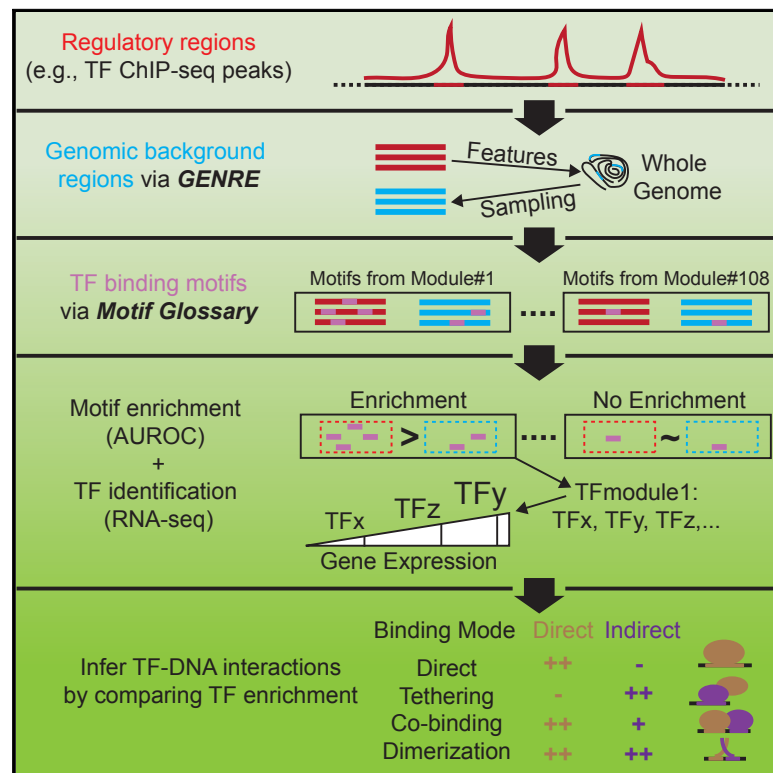 Regulatory regions
(e.g., TF ChIP-seq peaks)
Genomic background
regions via GENRE
Features
Sampling
Whole
Genome
TF binding motifs
via Motif Glossary
Motifs from Module#1
Motifs from Module#108
....
Motif enrichment
(AUROC)
+
TF identification
(RNA-seq)
Enrichment
No Enrichment
>
....
~
TFx
TFz
TFy
Gene Expression
TFmodule1:
TFx, TFy, TFz,...
Infer TF-DNA interactions
by comparing TF enrichment
Binding Mode Direct Indirect
Direct ++ -
Tethering - ++
Co-binding ++ +
Dimerization ++ ++